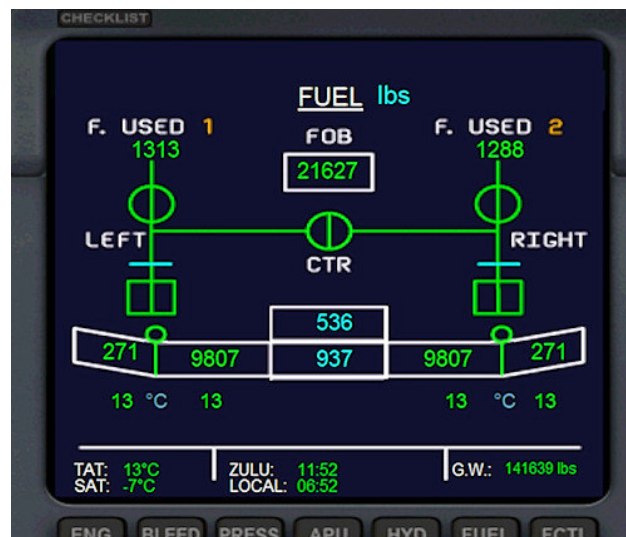 CHECKLIST
FUEL lbs
F. USED 1
FOB
F. USED 2
1313
21627
1288
LEFT
RIGHT
CTR
536
271 9807 937 9807 271
13 °C 13
13 °C 13
TAT: 13°C
SAT: -7°C
ZULU: 11:52
LOCAL: 06:52
G.W.: 141639 lbs
ENG BLEED PRESS APU HYD FUEL FCTL